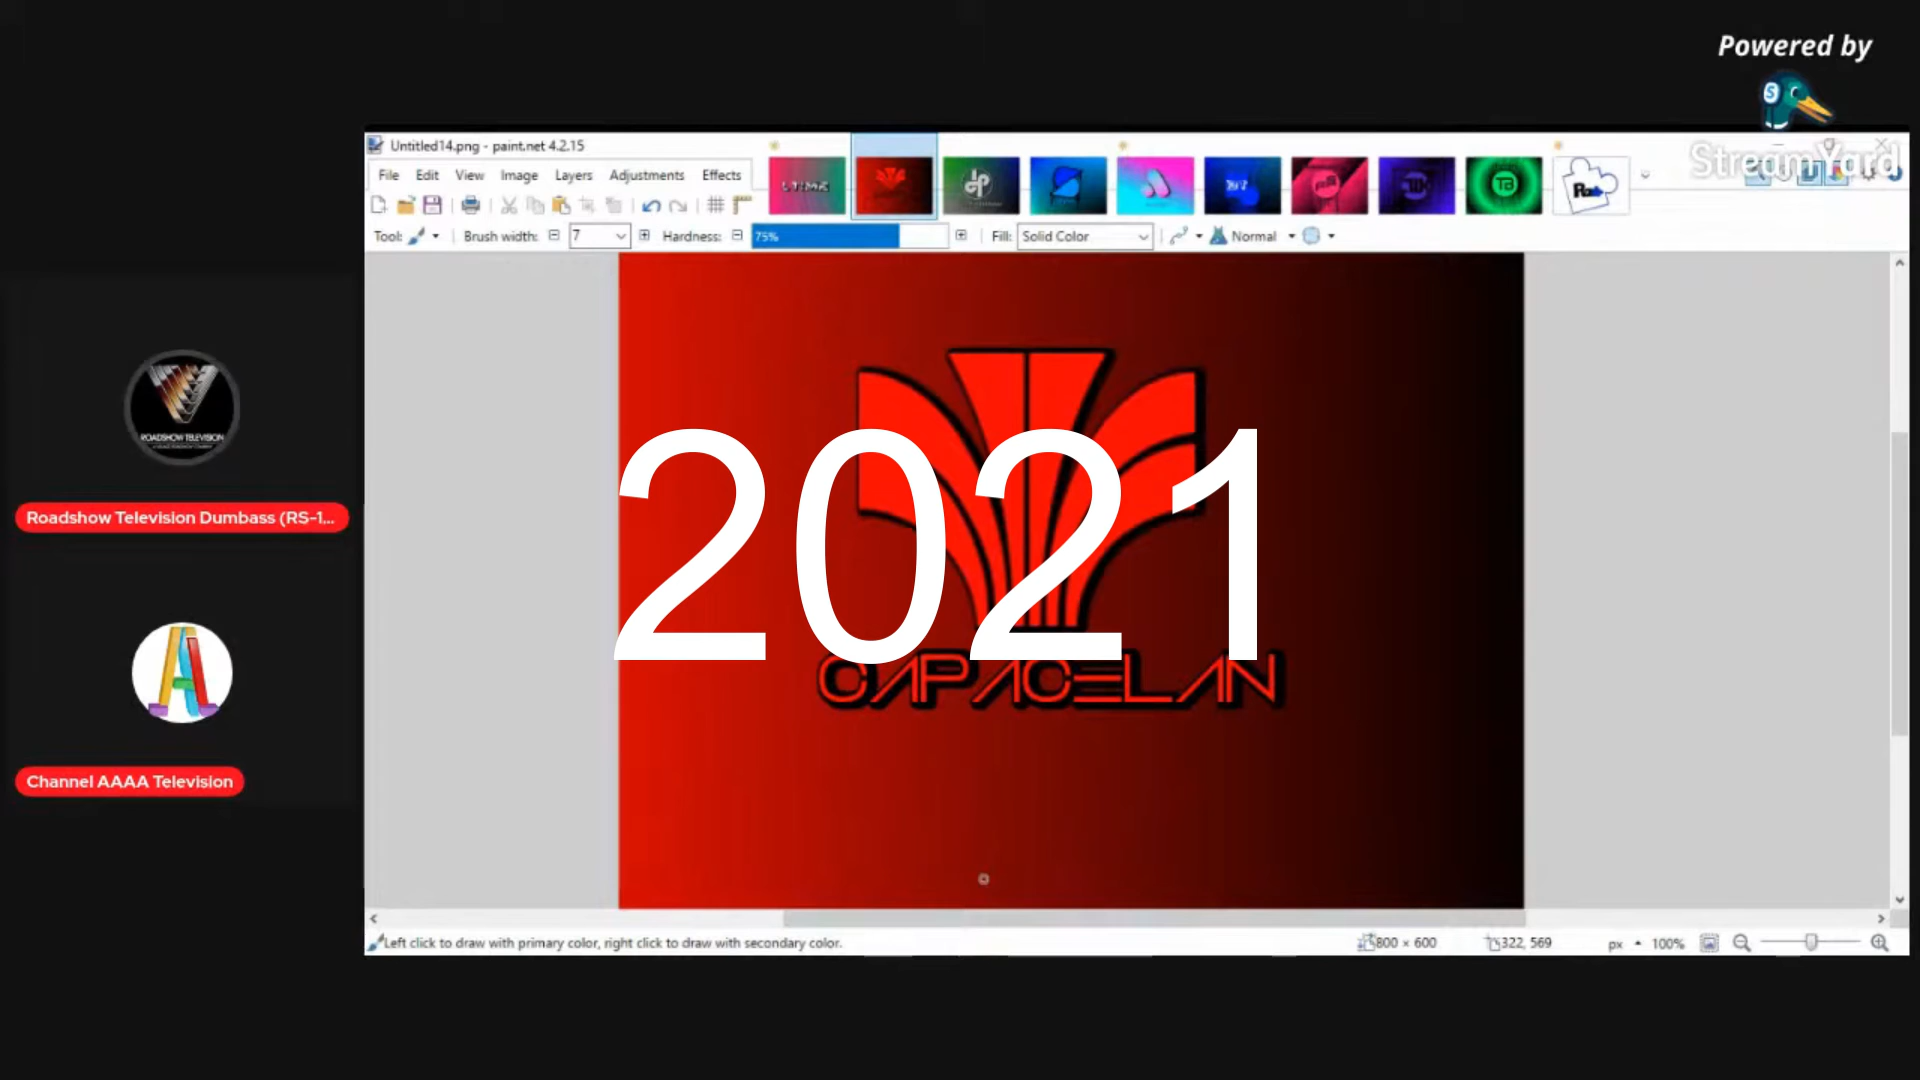 Powered by
StreamYard
Untitled14.png - paint.net 4.2.15
File Edit View Image Layers Adjustments Effects
Tool: Brush width: 7 Hardness: 75% Fill: Solid Color Normal
ROADSHOW TELEVISION
Roadshow Television Dumbass (RS-1...
Channel AAAA Television
2021
CAPACELAN
Left click to draw with primary color, right click to draw with secondary color.
800 × 600 322, 569 px 100%